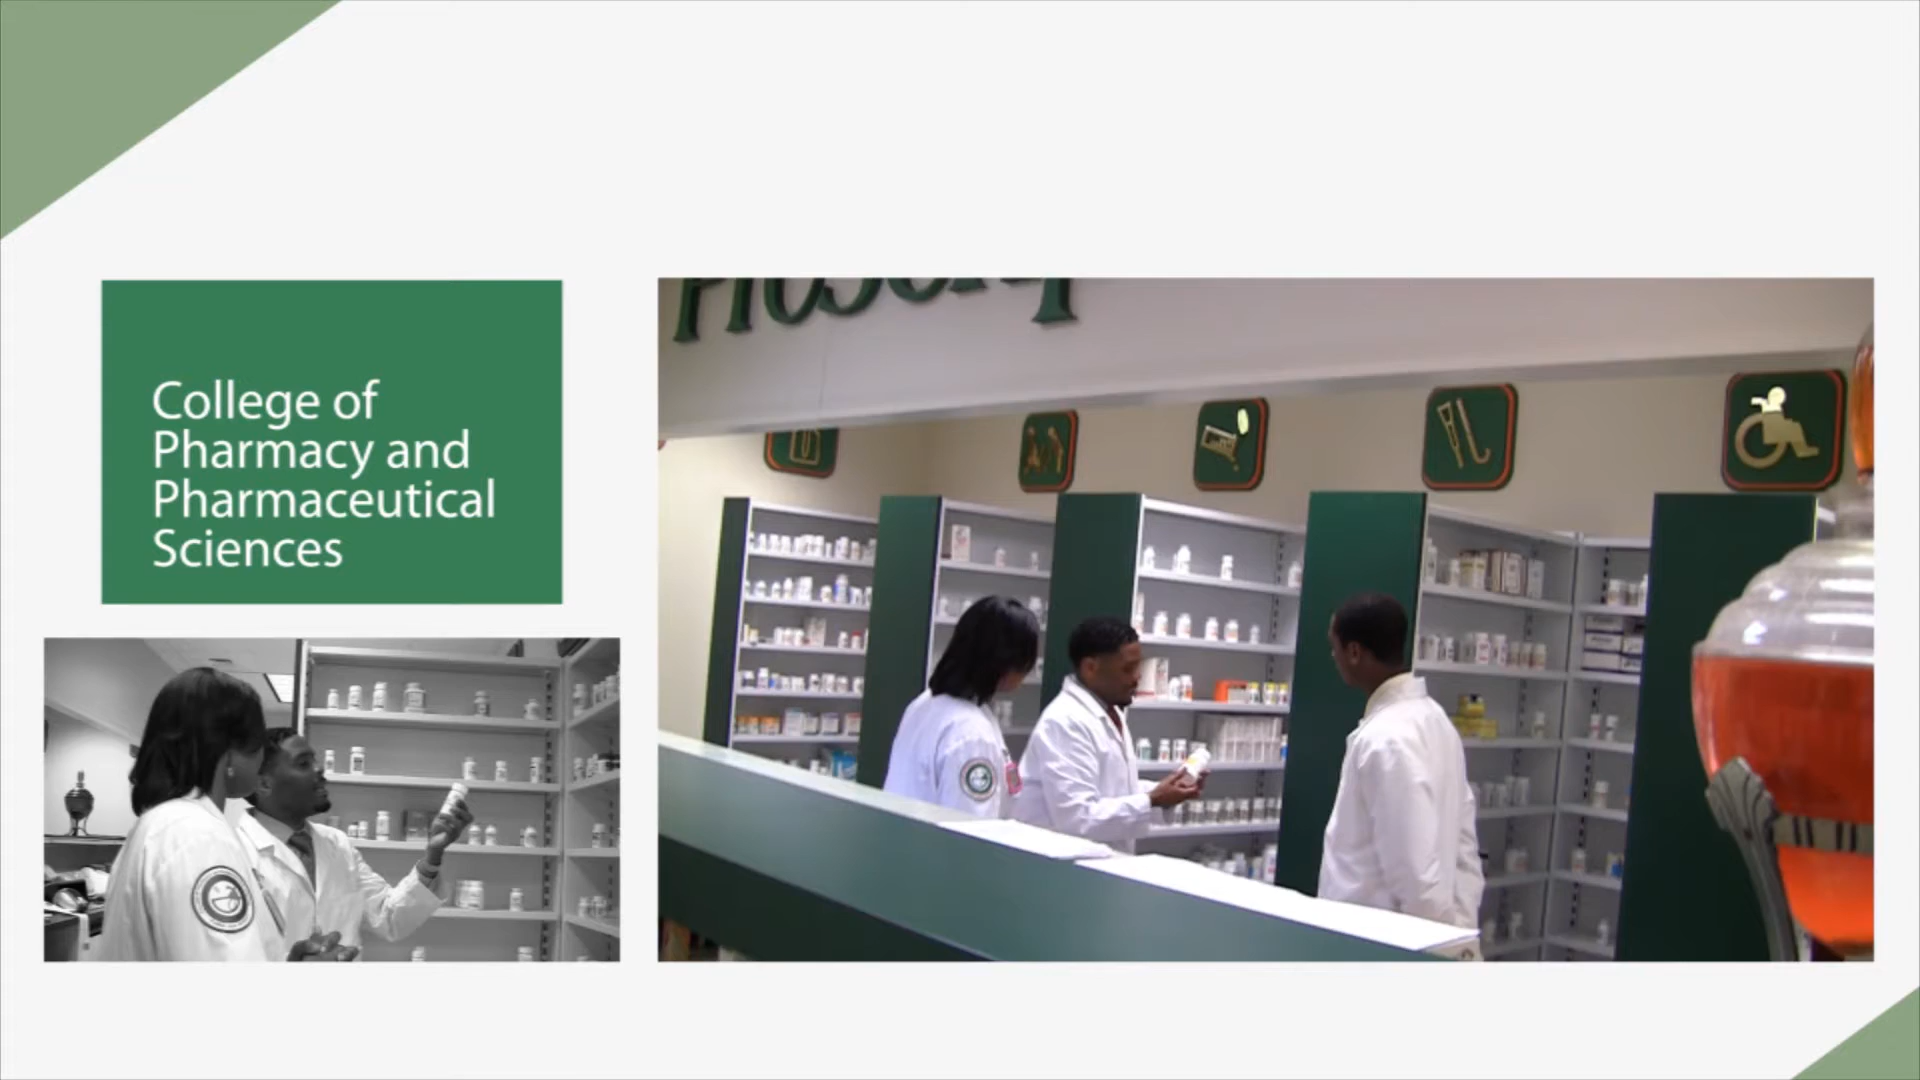 College of
Pharmacy and
Pharmaceutical
Sciences